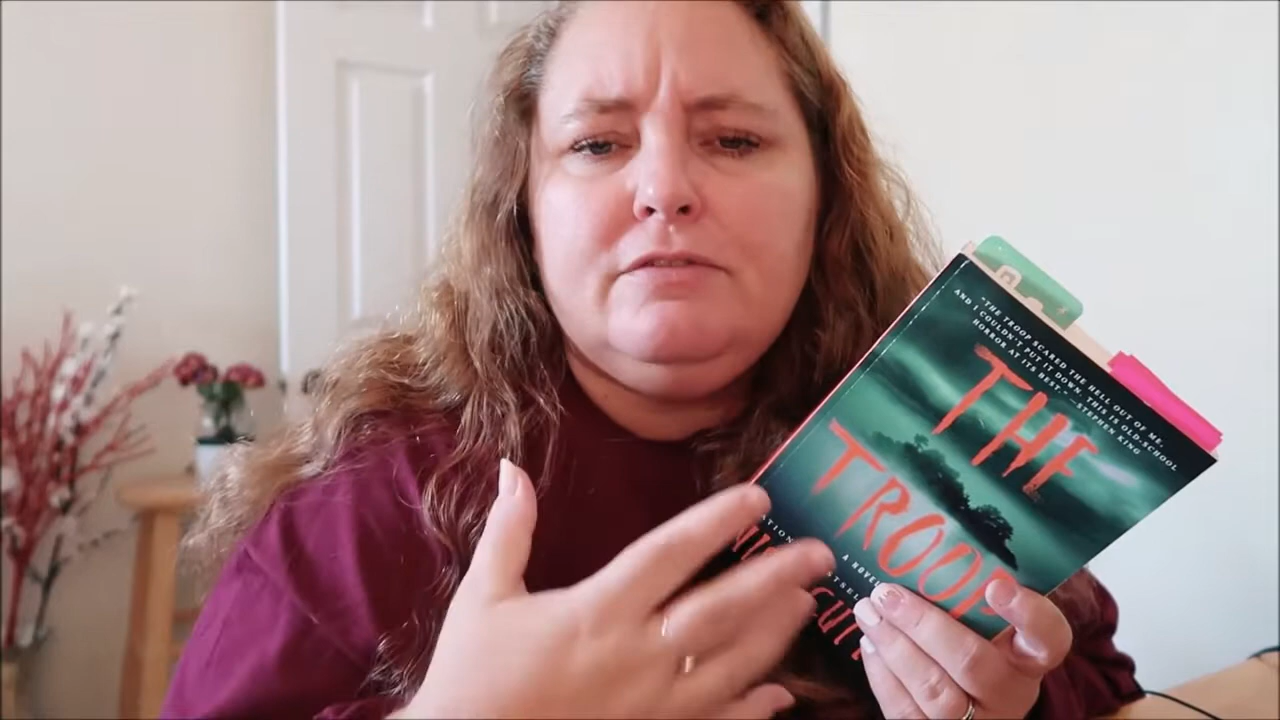 "THE TROOP SCARED THE HELL OUT OF ME,
AND I COULDN'T PUT IT DOWN. THIS IS OLD-SCHOOL
HORROR AT ITS BEST." —STEPHEN KING
THE
TROOP
A NOVEL